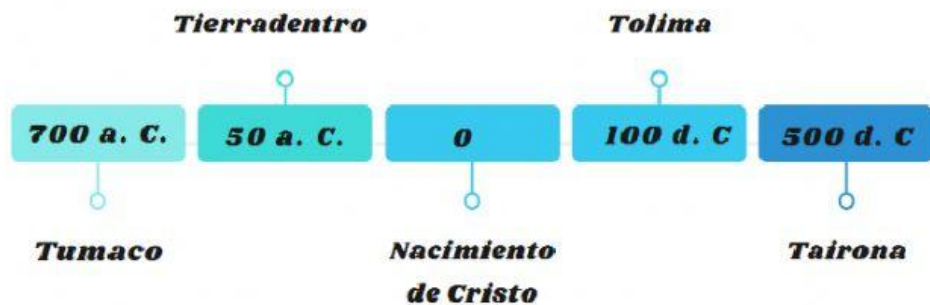 Tierradentro
Tolima
700 a. C.
50 a. C.
0
100 d. C
500 d. C
Tumaco
Nacimiento
de Cristo
Tairona